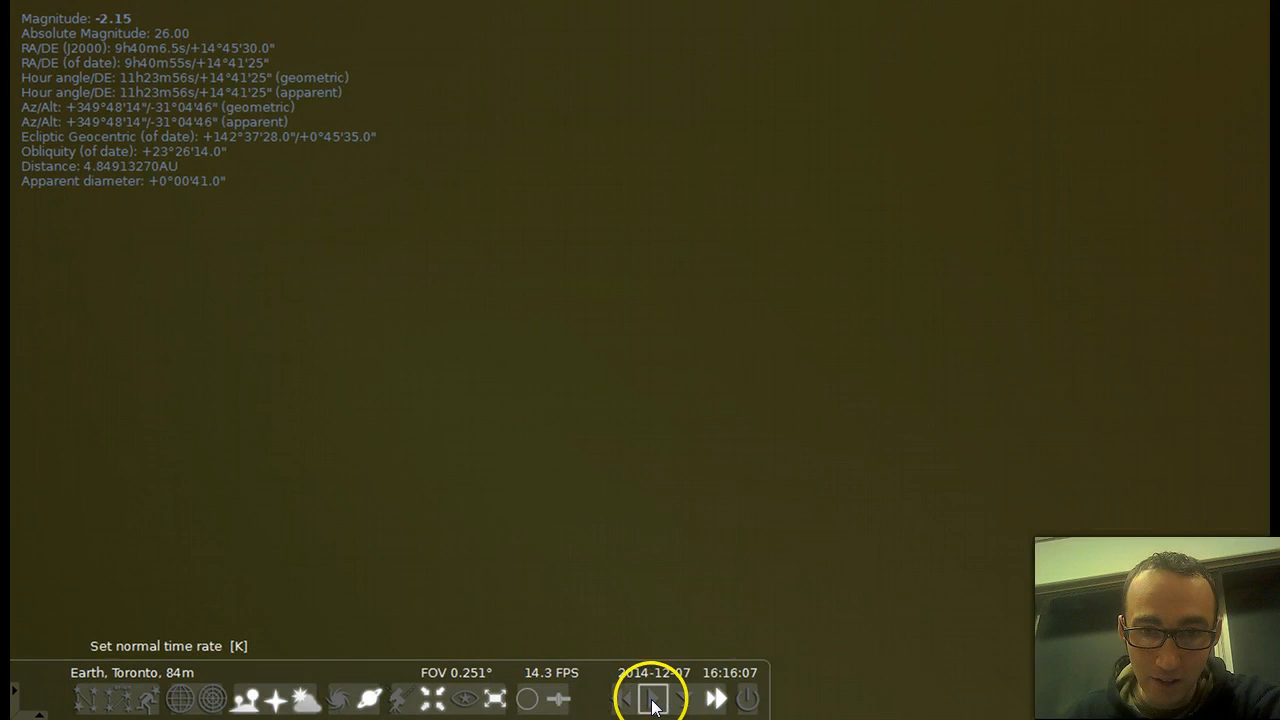 Magnitude: -2.15
Absolute Magnitude: 26.00
RA/DE (J2000): 9h40m6.5s/+14°45'30.0"
RA/DE (of date): 9h40m55s/+14°41'25"
Hour angle/DE: 11h23m56s/+14°41'25" (geometric)
Hour angle/DE: 11h23m56s/+14°41'25" (apparent)
Az/Alt: +349°48'14"/-31°04'46" (geometric)
Az/Alt: +349°48'14"/-31°04'46" (apparent)
Ecliptic Geocentric (of date): +142°37'28.0"/+0°45'35.0"
Obliquity (of date): +23°26'14.0"
Distance: 4.84913270AU
Apparent diameter: +0°00'41.0"
Set normal time rate [K]
Earth, Toronto, 84m FOV 0.251° 14.3 FPS 2014-12-07 16:16:07